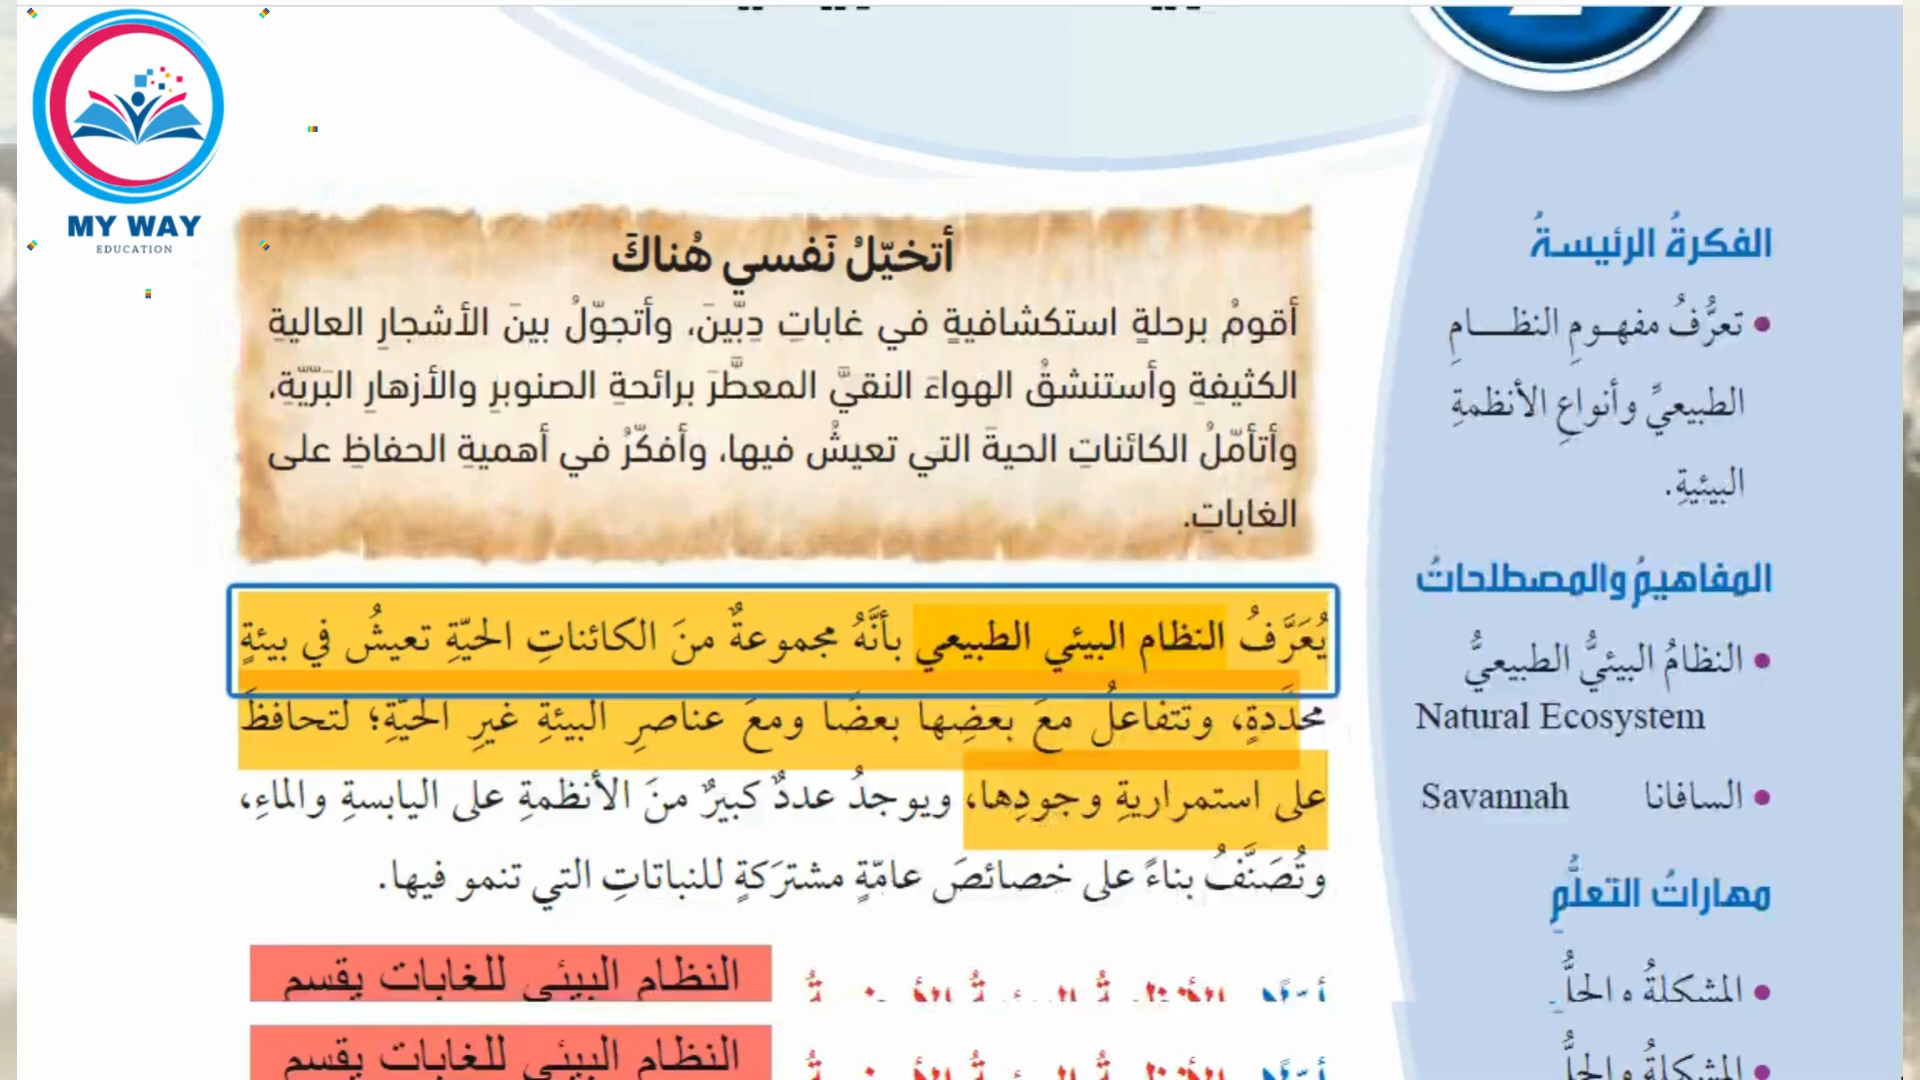 MY WAY
EDUCATION
أتخيّلُ نَفسي هُناكَ
أقومُ برحلةٍ استكشافيةٍ في غاباتِ دِبّينَ، وأتجوّلُ بينَ الأشجارِ العاليةِ
الكثيفةِ وأستنشقُ الهواءَ النقيَّ المعطَّرَ برائحةِ الصنوبرِ والأزهارِ البَرّيّةِ،
وأتأمّلُ الكائناتِ الحيةَ التي تعيشُ فيها، وأفكّرُ في أهميةِ الحفاظِ على
الغاباتِ.
يُعَرَّفُ النظام البيئي الطبيعي بأنَّهُ مجموعةٌ منَ الكائناتِ الحيّةِ تعيشُ في بيئةٍ
محدَّدةٍ، وتتفاعلُ معَ بعضِها بعضًا ومعَ عناصرِ البيئةِ غيرِ الحيّةِ؛ لتحافظَ
على استمراريةِ وجودِها، ويوجدُ عددٌ كبيرٌ منَ الأنظمةِ على اليابسةِ والماءِ،
وتُصَنَّفُ بناءً على خصائصَ عامّةٍ مشترَكةٍ للنباتاتِ التي تنمو فيها.
النظام البيئي للغابات يقسم
النظام البيئي للغابات يقسم
الفكرةُ الرئيسةُ
• تعرُّفُ مفهومِ النظامِ
الطبيعيِّ وأنواعِ الأنظمةِ
البيئيةِ.
المفاهيمُ والمصطلحاتُ
• النظامُ البيئيُّ الطبيعيُّ
Natural Ecosystem
• السافانا Savannah
مهاراتُ التعلُّمِ
• المشكلةُ والحلُّ
• المشكلةُ والحلُّ